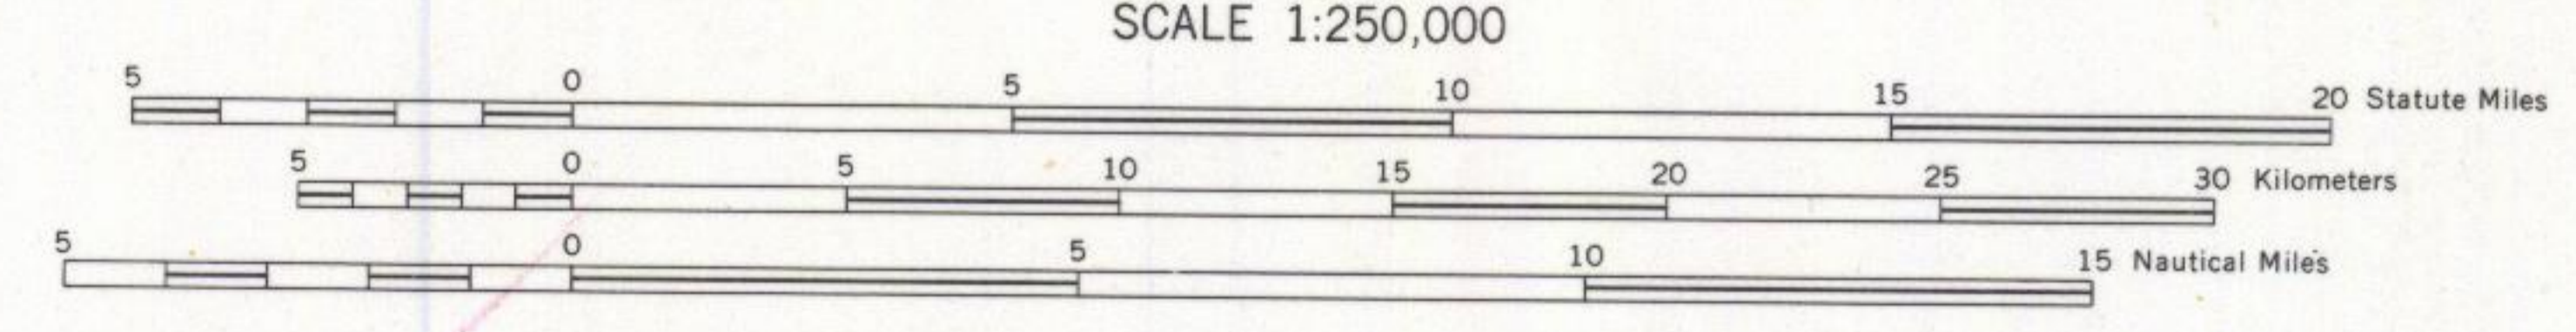 SCALE 1:250,000
5 0 5 10 15 20 Statute Miles
5 0 5 10 15 20 25 30 Kilometers
5 0 5 10 15 Nautical Miles